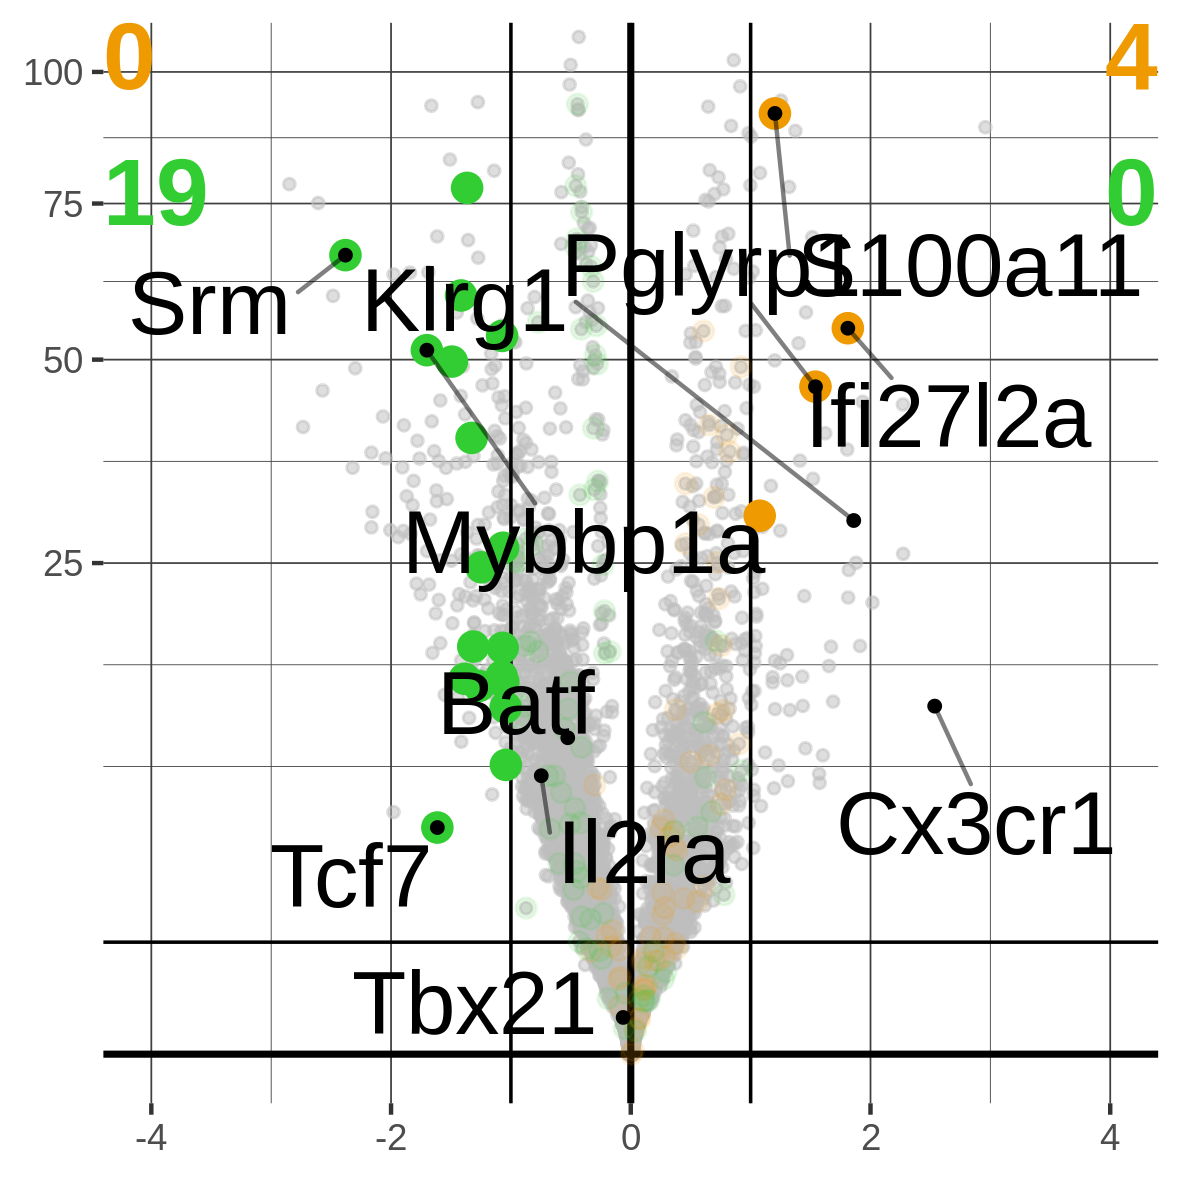 0
4
100
19
0
75
Pglyrp1
S100a11
Srm
Klrg1
50
Ifi27l2a
Mybbp1a
25
Batf
Cx3cr1
Il2ra
Tcf7
Tbx21
-4
-2
0
2
4